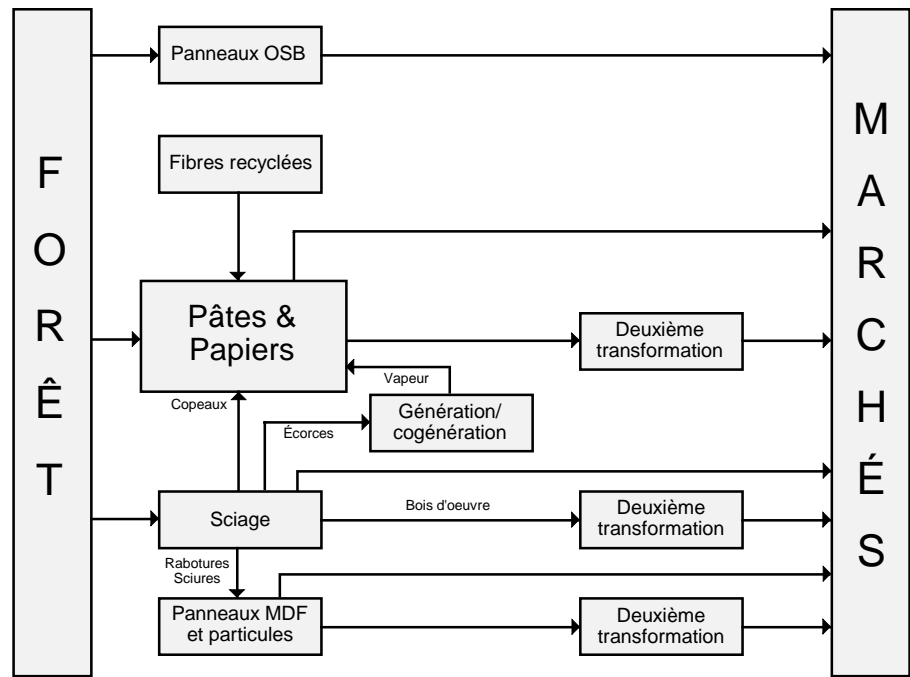 FORÊT
Panneaux OSB
Fibres recyclées
Pâtes &
Papiers
Deuxième
transformation
Vapeur
Copeaux
Génération/
cogénération
Écorces
Sciage
Bois d'oeuvre
Deuxième
transformation
Rabotures
Sciures
Panneaux MDF
et particules
Deuxième
transformation
MARCHÉS